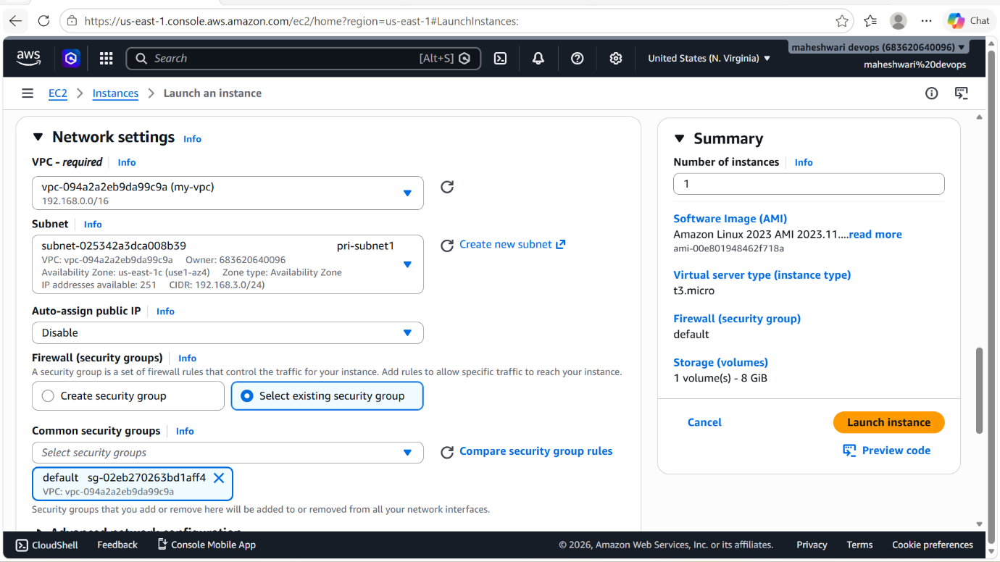 https://us-east-1.console.aws.amazon.com/ec2/home?region=us-east-1#LaunchInstances:
Chat
aws
Search [Alt+S]
United States (N. Virginia)
maheshwari devops (683620640096)
maheshwari%20devops
EC2 Instances Launch an instance
Network settings Info
VPC - required Info
vpc-094a2a2eb9da99c9a (my-vpc)
192.168.0.0/16
Subnet Info
subnet-025342a3dca008b39 pri-subnet1
VPC: vpc-094a2a2eb9da99c9a Owner: 683620640096
Availability Zone: us-east-1c (use1-az4) Zone type: Availability Zone
IP addresses available: 251 CIDR: 192.168.3.0/24)
Create new subnet
Auto-assign public IP Info
Disable
Firewall (security groups) Info
A security group is a set of firewall rules that control the traffic for your instance. Add rules to allow specific traffic to reach your instance.
Create security group Select existing security group
Common security groups Info
Select security groups
Compare security group rules
default sg-02eb270263bd1aff4
VPC: vpc-094a2a2eb9da99c9a
Security groups that you add or remove here will be added to or removed from all your network interfaces.
Advanced network configuration
Summary
Number of instances Info
1
Software Image (AMI)
Amazon Linux 2023 AMI 2023.11....read more
ami-00e801948462f718a
Virtual server type (instance type)
t3.micro
Firewall (security group)
default
Storage (volumes)
1 volume(s) - 8 GiB
Cancel Launch instance
Preview code
CloudShell Feedback Console Mobile App © 2026, Amazon Web Services, Inc. or its affiliates. Privacy Terms Cookie preferences